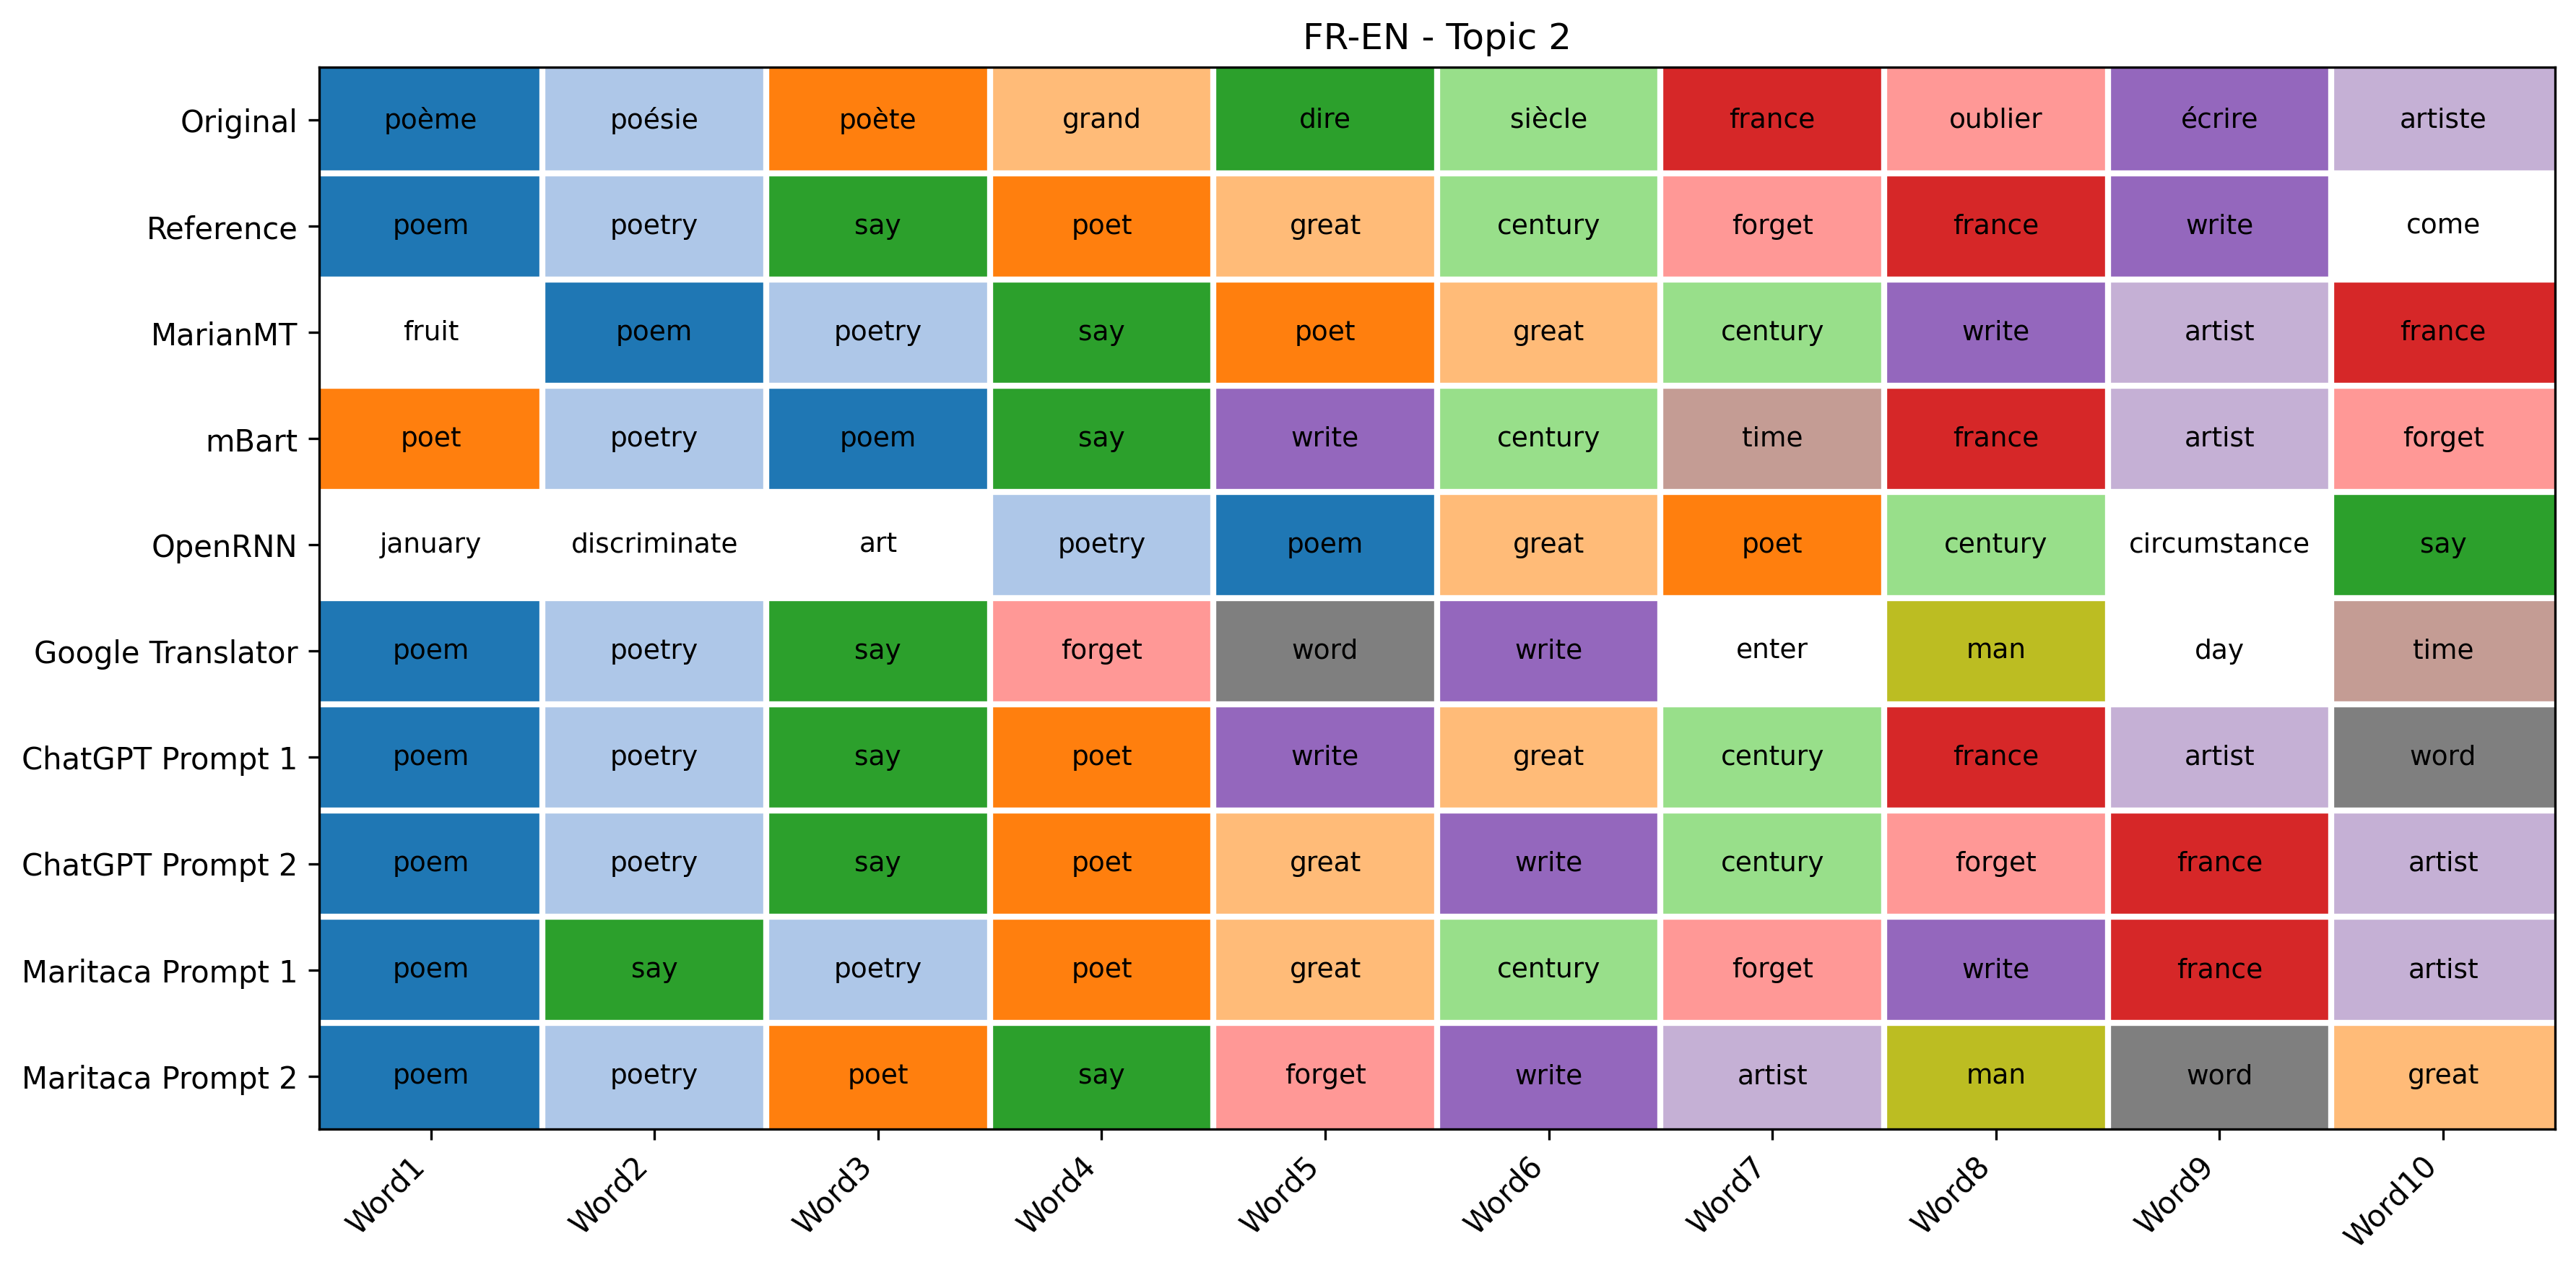 FR-EN - Topic 2
Original poème poésie poète grand dire siècle france oublier écrire artiste
Reference poem poetry say poet great century forget france write come
MarianMT fruit poem poetry say poet great century write artist france
mBart poet poetry poem say write century time france artist forget
OpenRNN january discriminate art poetry poem great poet century circumstance say
Google Translator poem poetry say forget word write enter man day time
ChatGPT Prompt 1 poem poetry say poet write great century france artist word
ChatGPT Prompt 2 poem poetry say poet great write century forget france artist
Maritaca Prompt 1 poem say poetry poet great century forget write france artist
Maritaca Prompt 2 poem poetry poet say forget write artist man word great
Word1 Word2 Word3 Word4 Word5 Word6 Word7 Word8 Word9 Word10